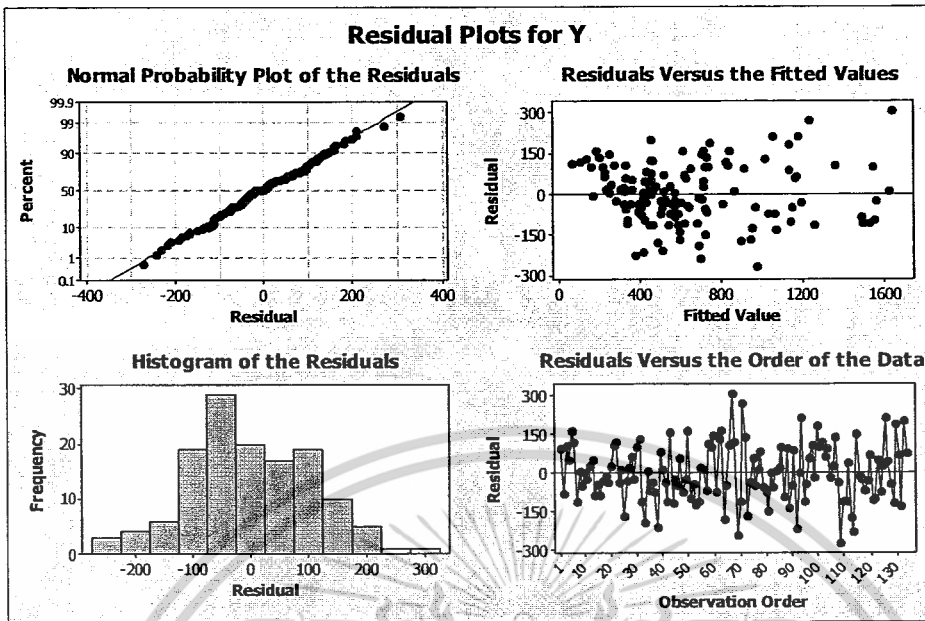 Residual Plots for Y
Normal Probability Plot of the Residuals
99.9
99
90
50
10
1
0.1
Percent
-400 -200 0 200 400
Residual
Residuals Versus the Fitted Values
300
150
0
-150
-300
Residual
0 400 800 1200 1600
Fitted Value
Histogram of the Residuals
30
20
10
0
Frequency
-200 -100 0 100 200 300
Residual
Residuals Versus the Order of the Data
300
150
0
-150
-300
Residual
1 10 20 30 40 50 60 70 80 90 100 110 120 130
Observation Order